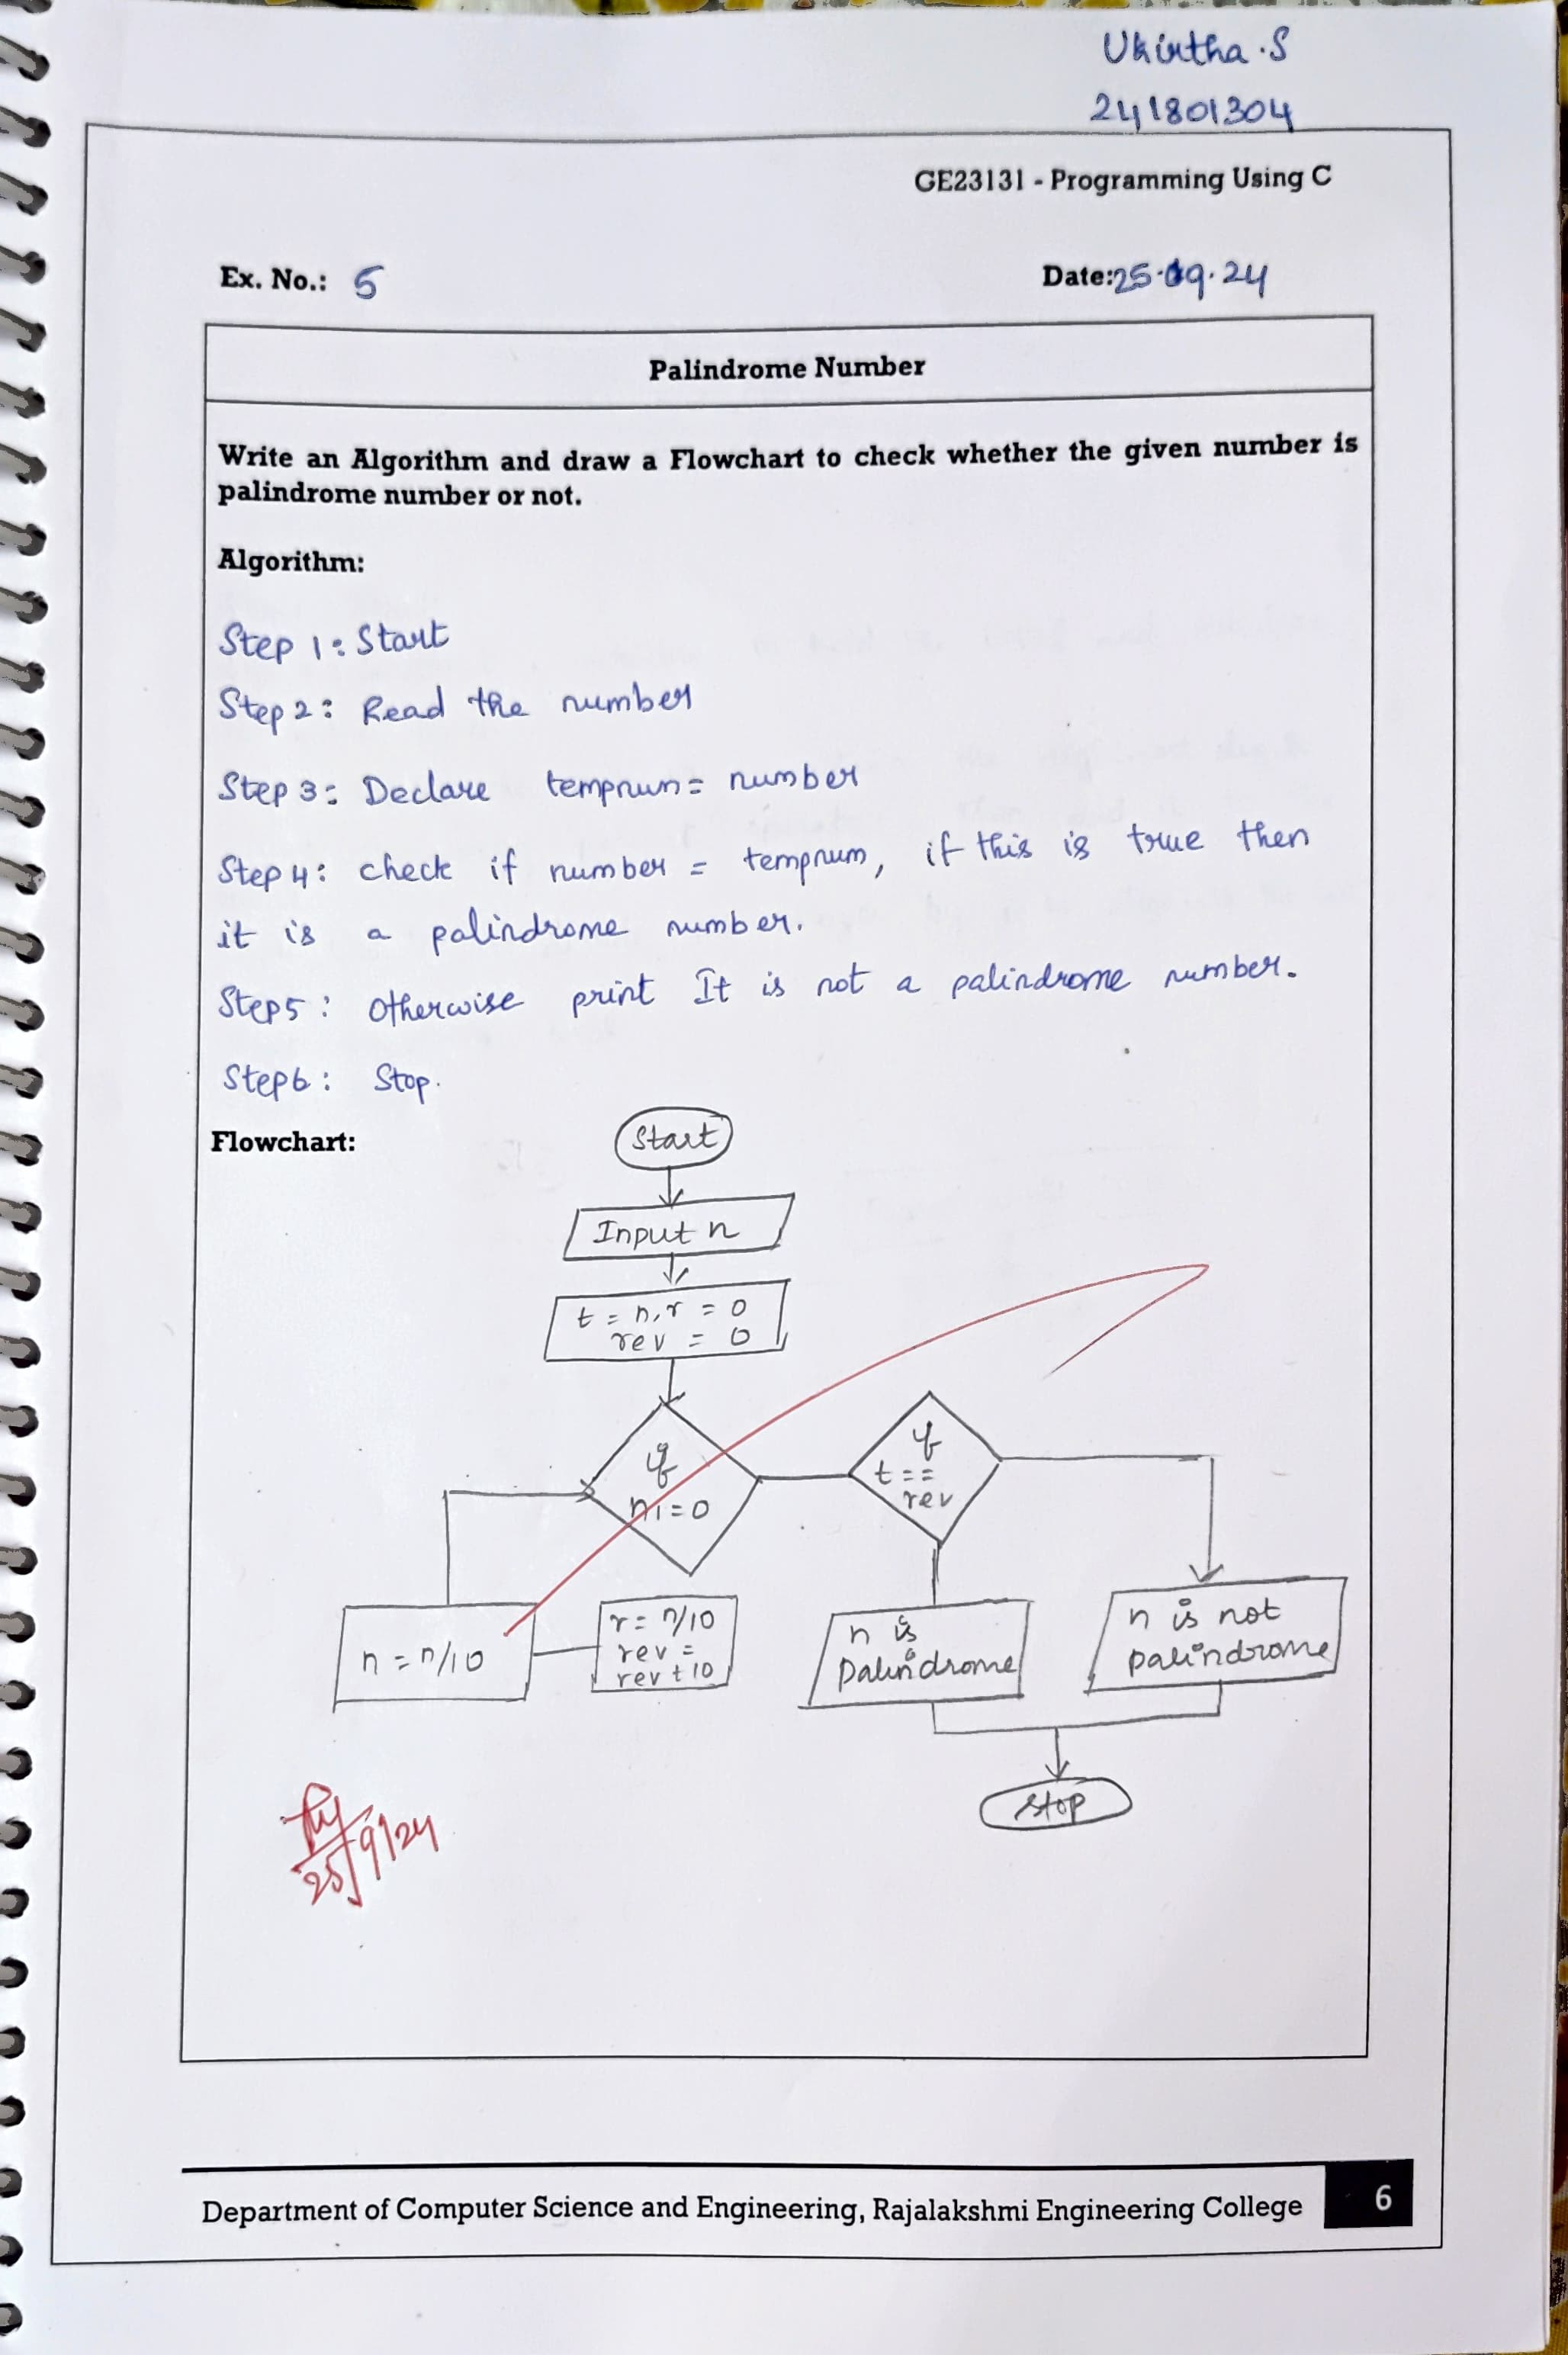 Ukirtha.S
241801304
GE23131 - Programming Using C
Ex. No.: 5
Date:25.09.24
Palindrome Number
Write an Algorithm and draw a Flowchart to check whether the given number is
palindrome number or not.
Algorithm:
Step 1: Start
Step 2: Read the number
Step 3: Declare tempnum = number
Step 4: check if number = tempnum, if this is true then
it is a palindrome number.
Step 5: Otherwise print It is not a palindrome number.
Step 6: Stop.
Flowchart:
Start
Input n
t = n, r = 0
rev = 0
if
n != 0
if
t ==
rev
n = n/10
r = n/10
rev =
rev + 10
n is
palindrome
n is not
palindrome
Stop
25/9/24
Department of Computer Science and Engineering, Rajalakshmi Engineering College
6